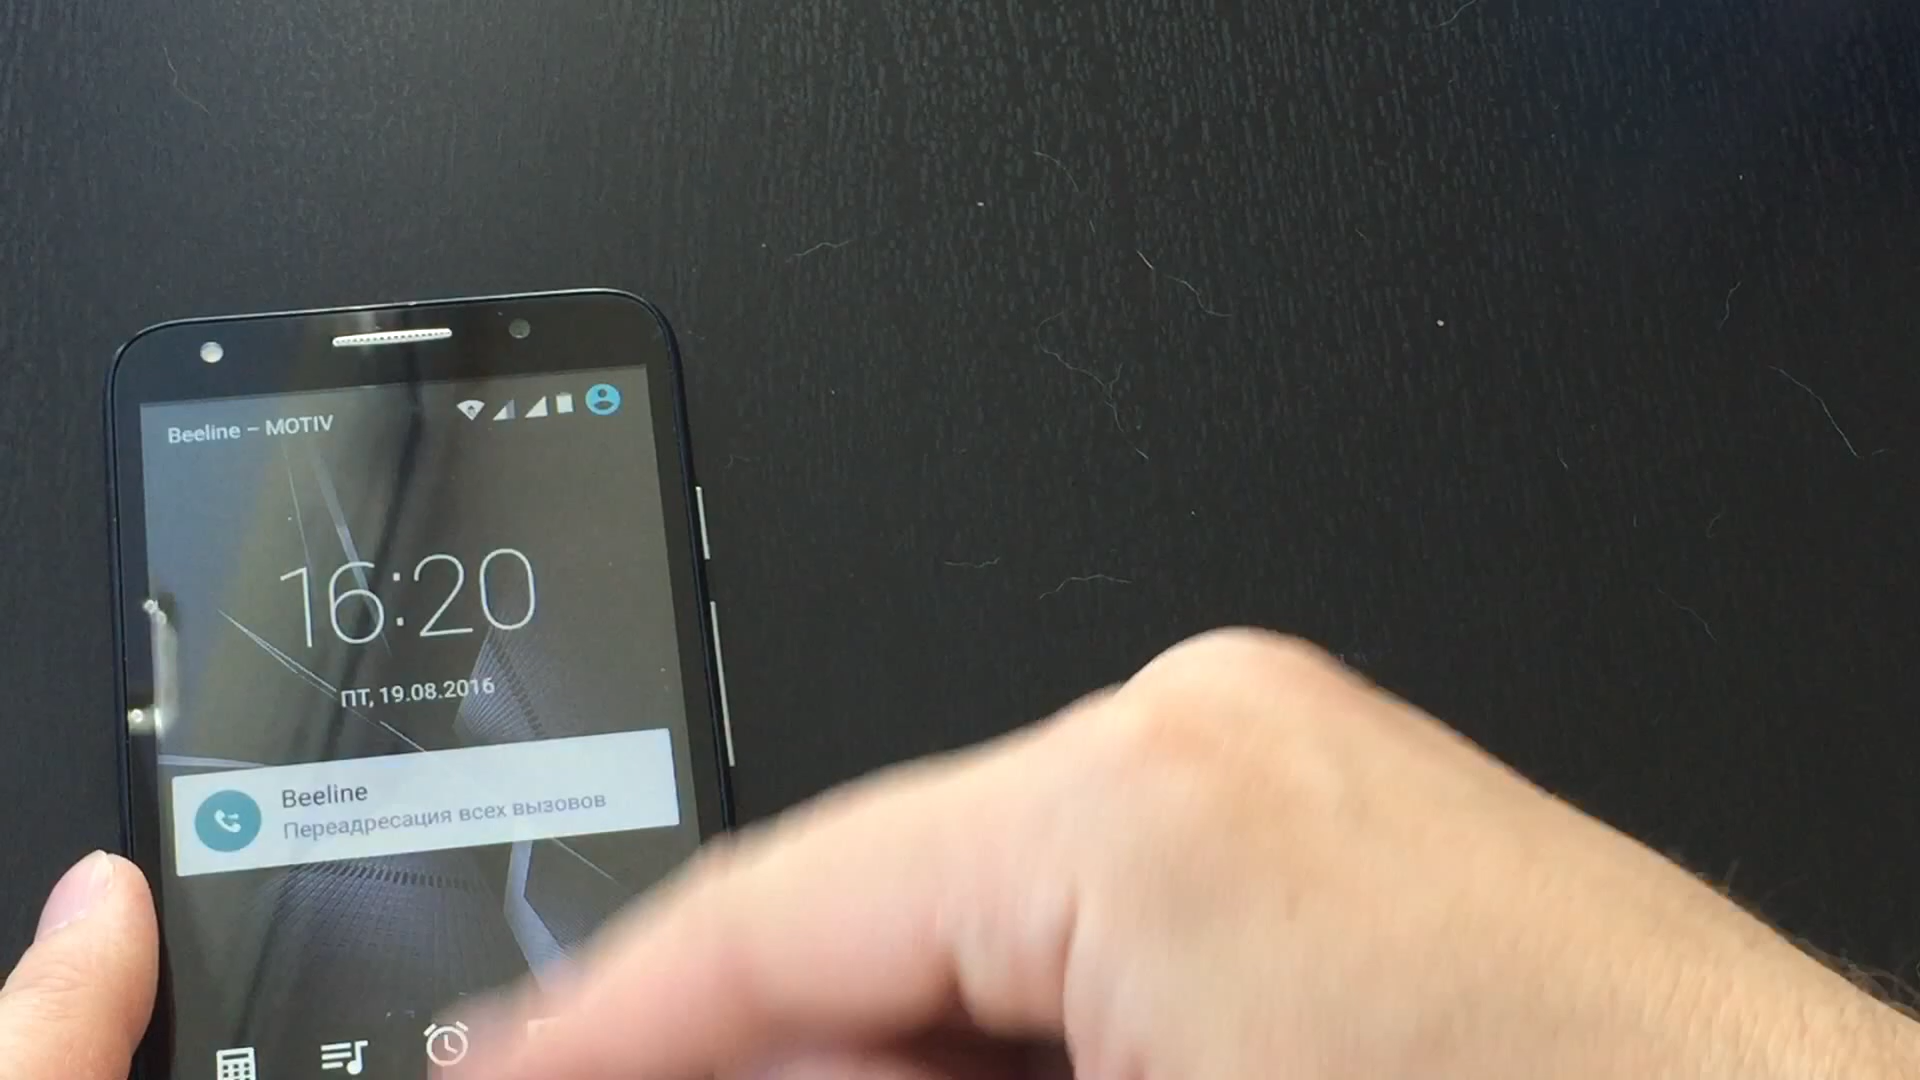 Beeline – MOTIV
16:20
ПТ, 19.08.2016
Beeline
Переадресация всех вызовов